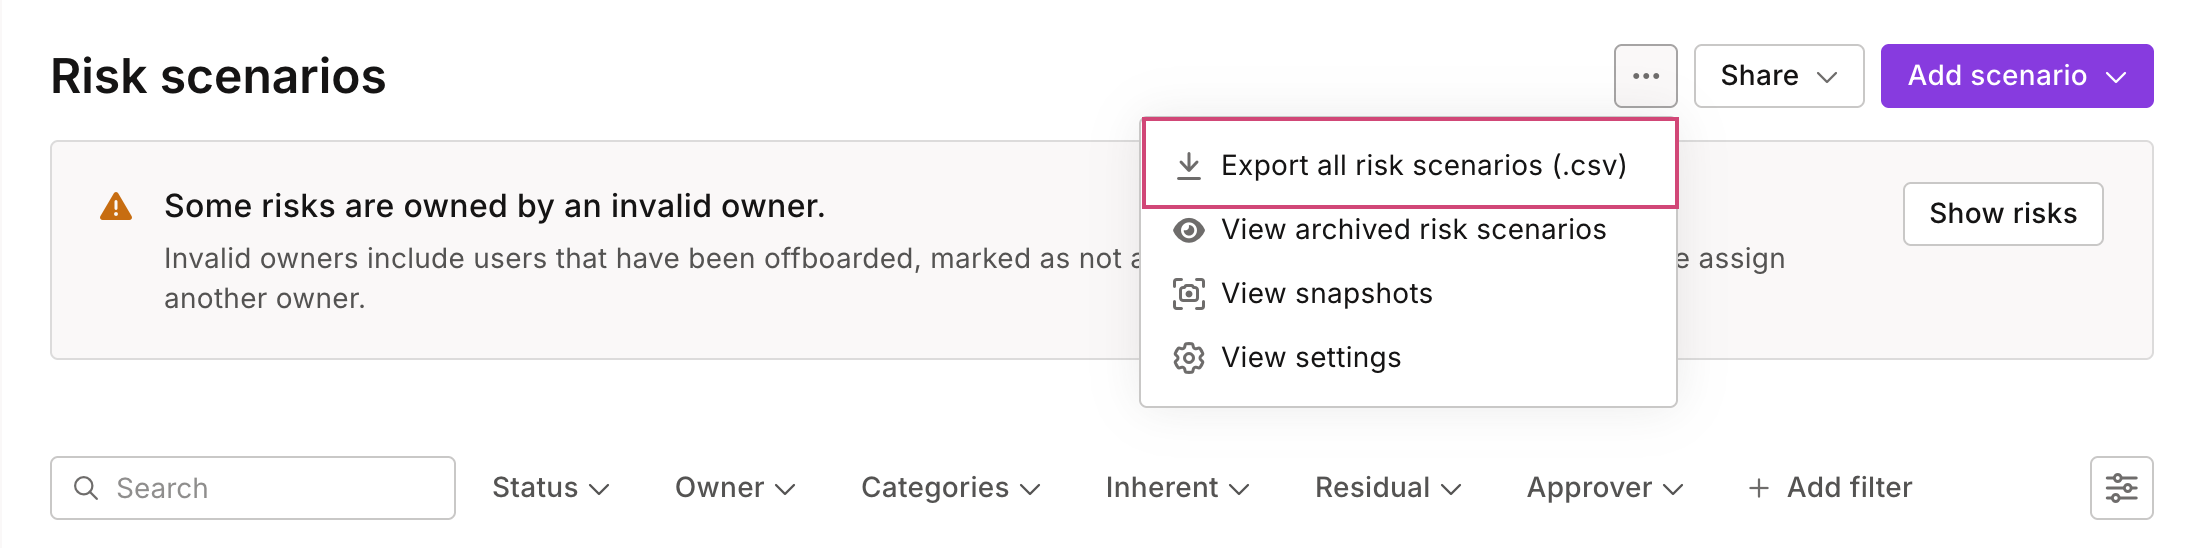 Risk scenarios
Share
Add scenario
Export all risk scenarios (.csv)
View archived risk scenarios
View snapshots
View settings
Some risks are owned by an invalid owner.
Invalid owners include users that have been offboarded, marked as not
e assign
another owner.
Show risks
Search
Status
Owner
Categories
Inherent
Residual
Approver
+ Add filter